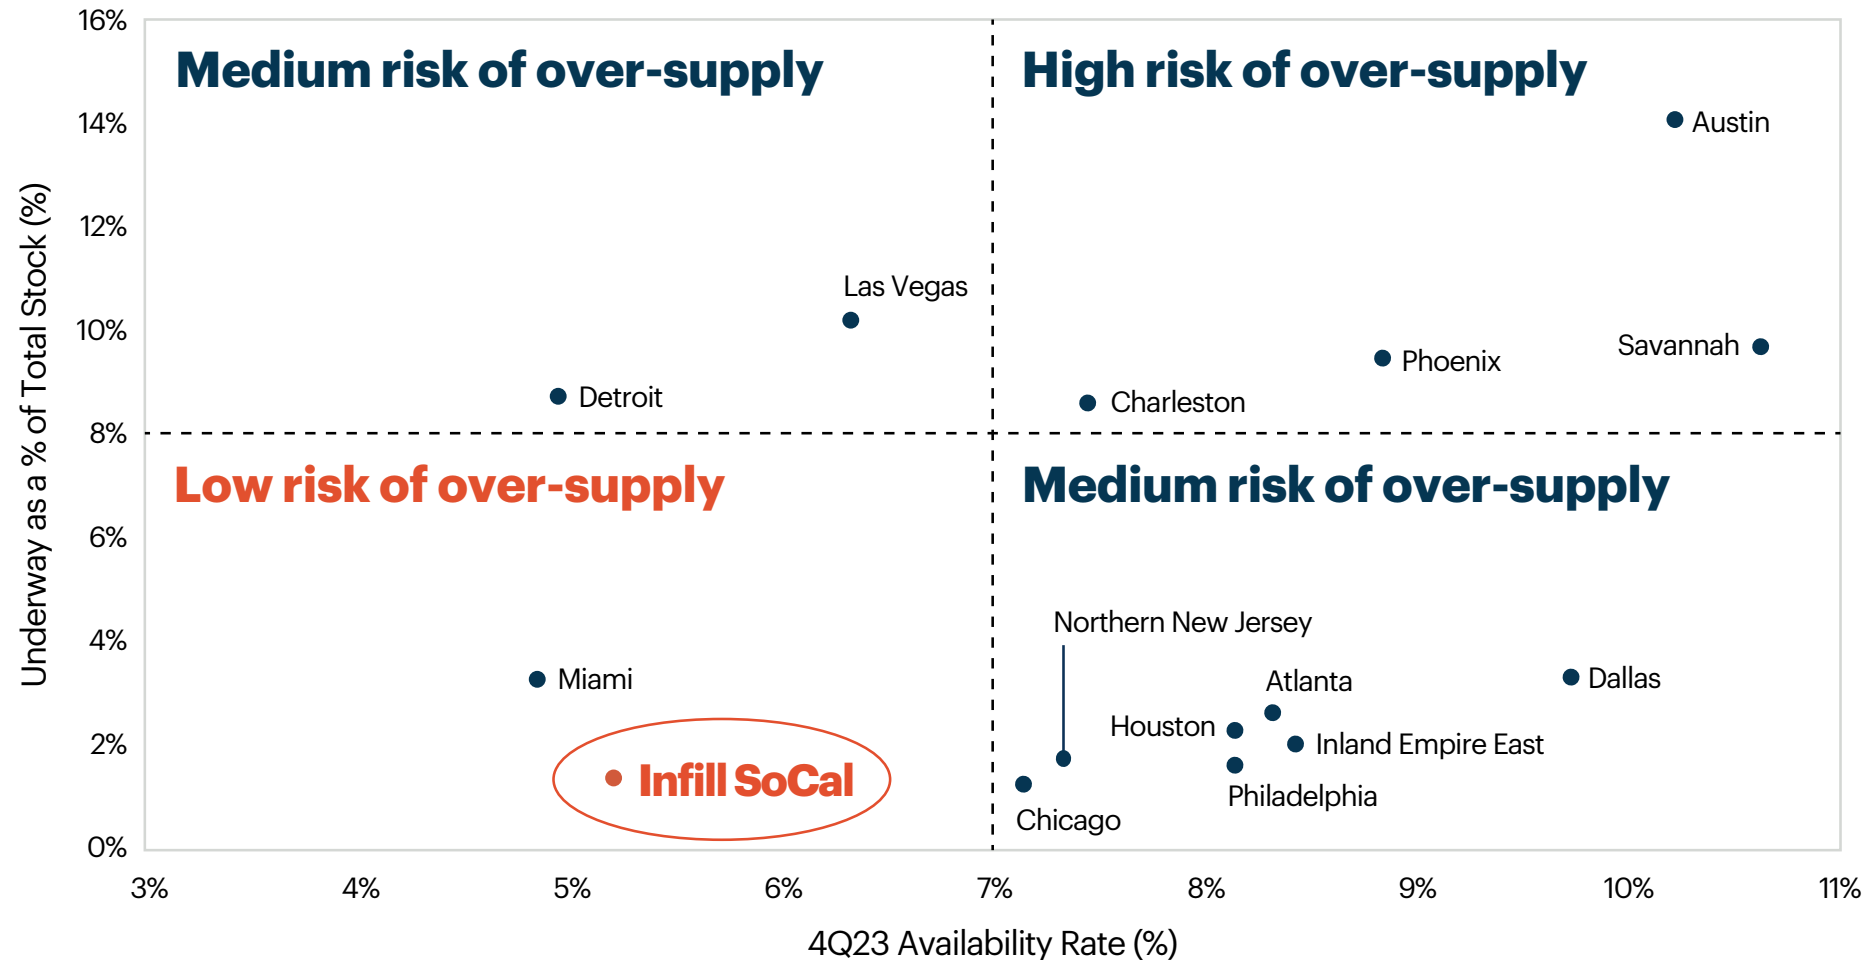 16%
Medium risk of over-supply
High risk of over-supply
14%
Austin
12%
Las Vegas
10%
Savannah
Phoenix
Detroit
Charleston
8%
Low risk of over-supply
Medium risk of over-supply
6%
Northern New Jersey
4%
Miami
Atlanta
Dallas
Houston
2%
Inland Empire East
Infill SoCal
Philadelphia
Chicago
0%
3% 4% 5% 6% 7% 8% 9% 10% 11%
4Q23 Availability Rate (%)
Underway as a % of Total Stock (%)